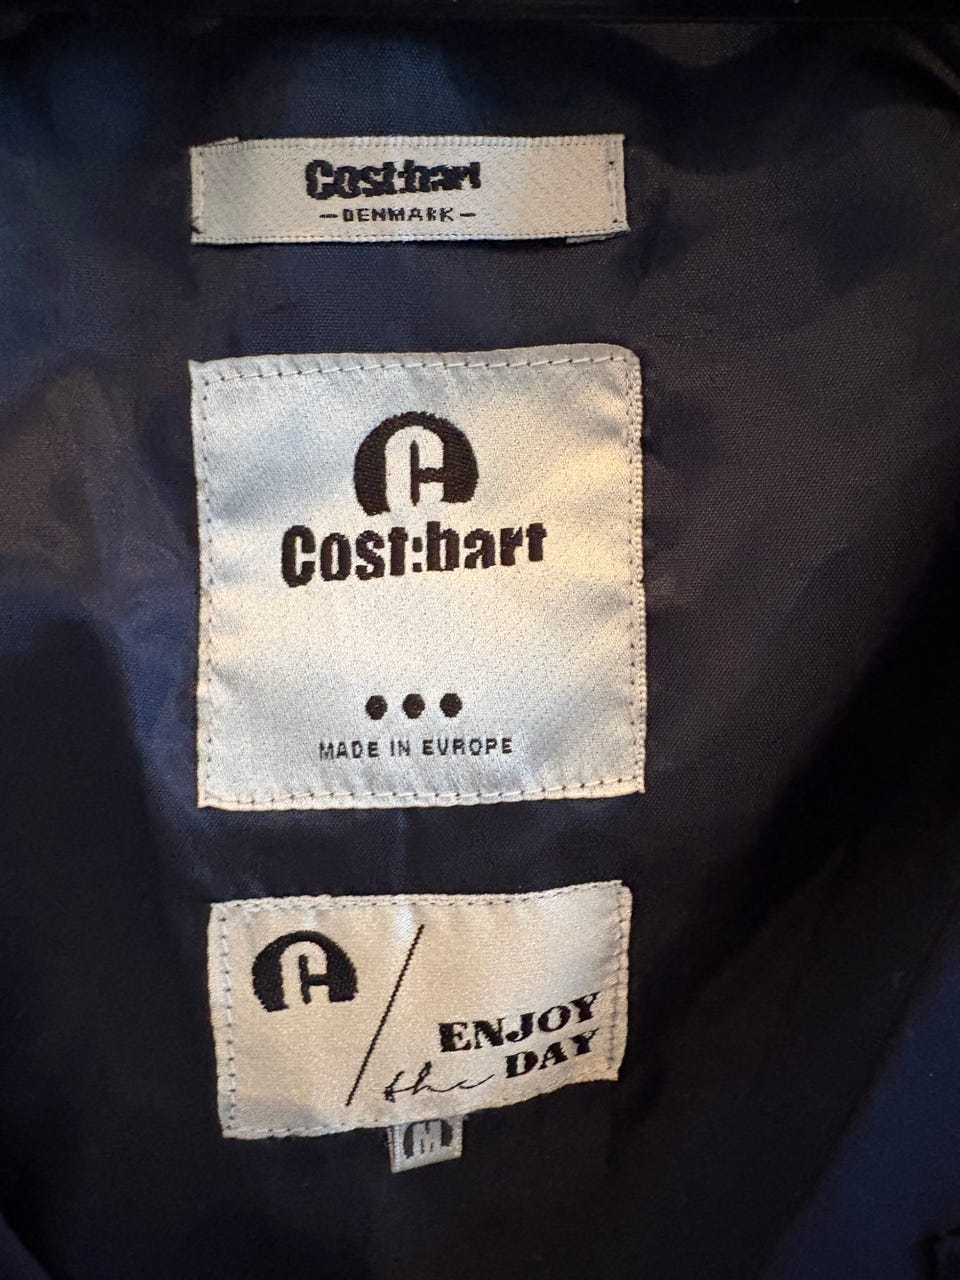 Cost:bart
-DENMARK-
Cost:bart
MADE IN EUROPE
ENJOY
the DAY
M